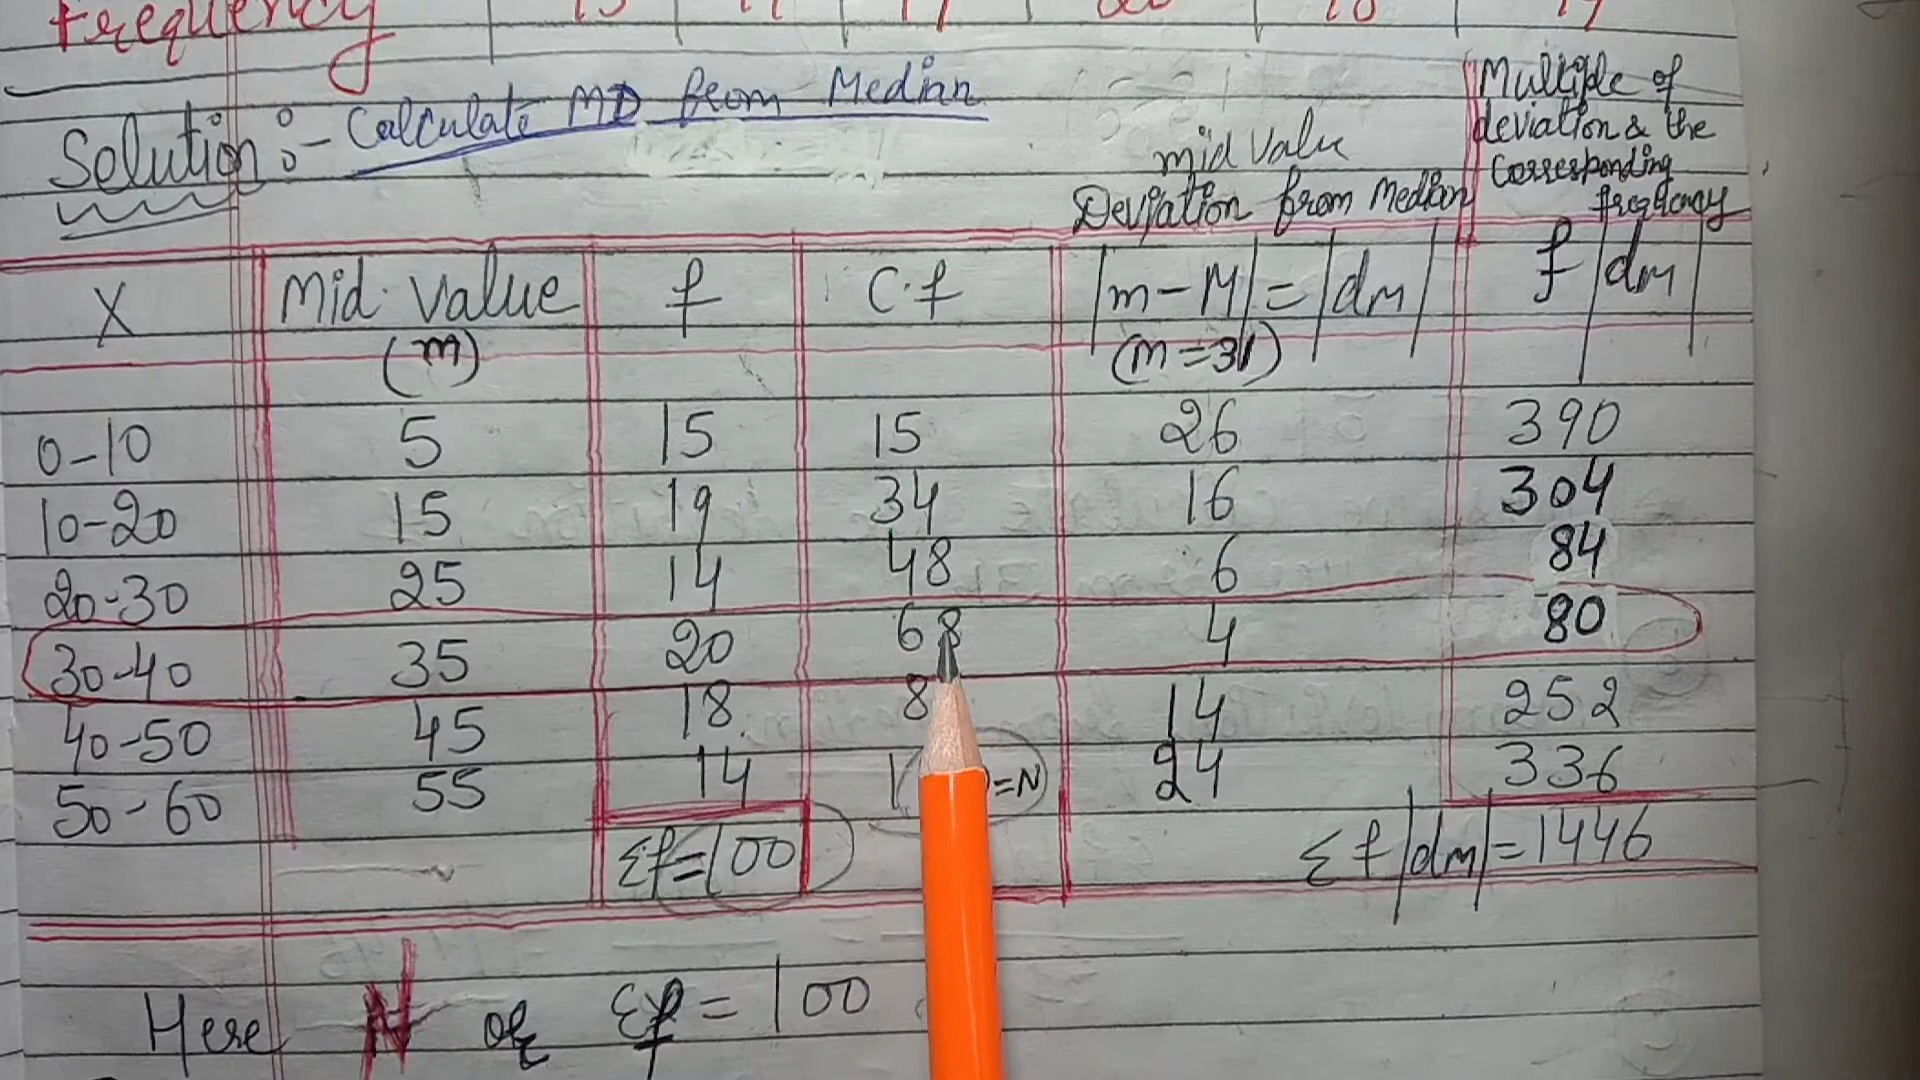 Frequency
Solution :- Calculate MD from Median
mid value
Deviation from Median
Multiple of
deviation & the
Corresponding
frequency
X Mid. Value f C.f |m-M|=|dm| f|dm|
(m) (m=31)
0-10 5 15 15 26 390
10-20 15 19 34 16 304
20-30 25 14 48 6 84
30-40 35 20 68 4 80
40-50 45 18 8 14 252
50-60 55 14 1 =N 24 336
Σf=100 Σf|dm|=1446
Here N or Σf = 100